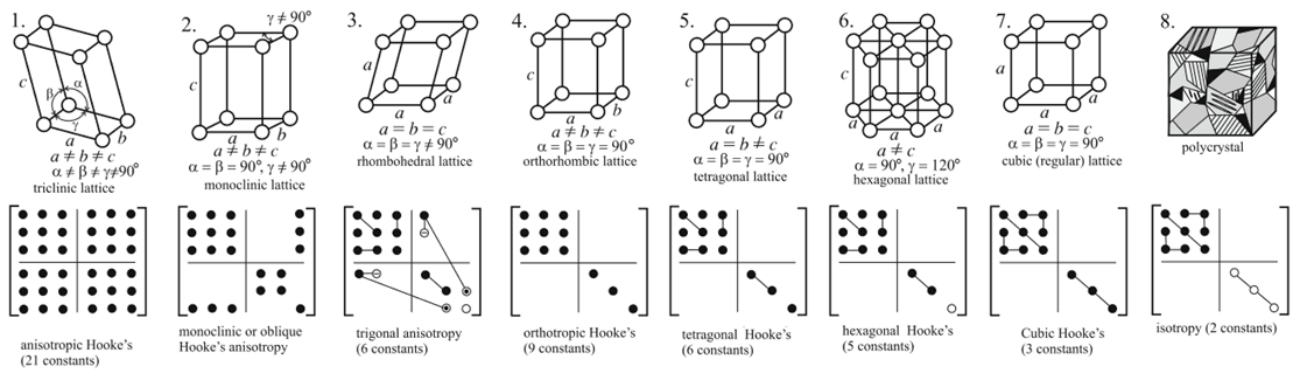 1.
β
α
γ
c
a
b
a ≠ b ≠ c
α ≠ β ≠ γ≠90°
triclinic lattice
2.
γ ≠ 90°
c
a
b
a ≠ b ≠ c
α = β = 90°, γ ≠ 90°
monoclinic lattice
3.
a
a
a
a = b = c
α = β = γ ≠ 90°
rhombohedral lattice
4.
c
a
b
a ≠ b ≠ c
α = β = γ = 90°
orthorhombic lattice
5.
c
a
a
a = b ≠ c
α = β = γ = 90°
tetragonal lattice
6.
c
a
a
a
a ≠ c
α = 90°, γ = 120°
hexagonal lattice
7.
a
a
a
a = b = c
α = β = γ = 90°
cubic (regular) lattice
8.
polycrystal
anisotropic Hooke's
(21 constants)
monoclinic or oblique
Hooke's anisotropy
trigonal anisotropy
(6 constants)
orthotropic Hooke's
(9 constants)
tetragonal Hooke's
(6 constants)
hexagonal Hooke's
(5 constants)
Cubic Hooke's
(3 constants)
isotropy (2 constants)